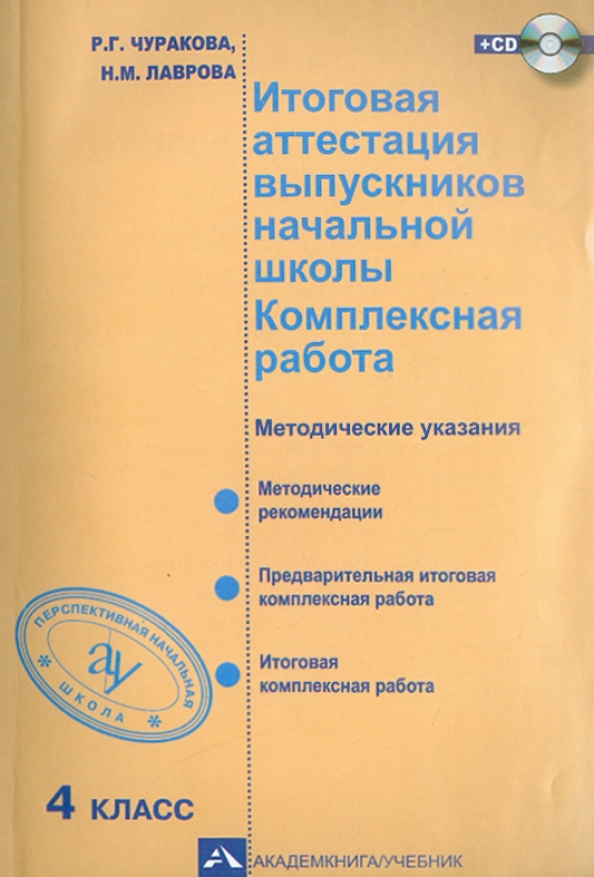 Р.Г. ЧУРАКОВА,
Н.М. ЛАВРОВА
+CD
Итоговая
аттестация
выпускников
начальной
школы
Комплексная
работа
Методические указания
Методические
рекомендации
Предварительная итоговая
комплексная работа
Итоговая
комплексная работа
ПЕРСПЕКТИВНАЯ НАЧАЛЬНАЯ
ШКОЛА
4 КЛАСС
АКАДЕМКНИГА/УЧЕБНИК